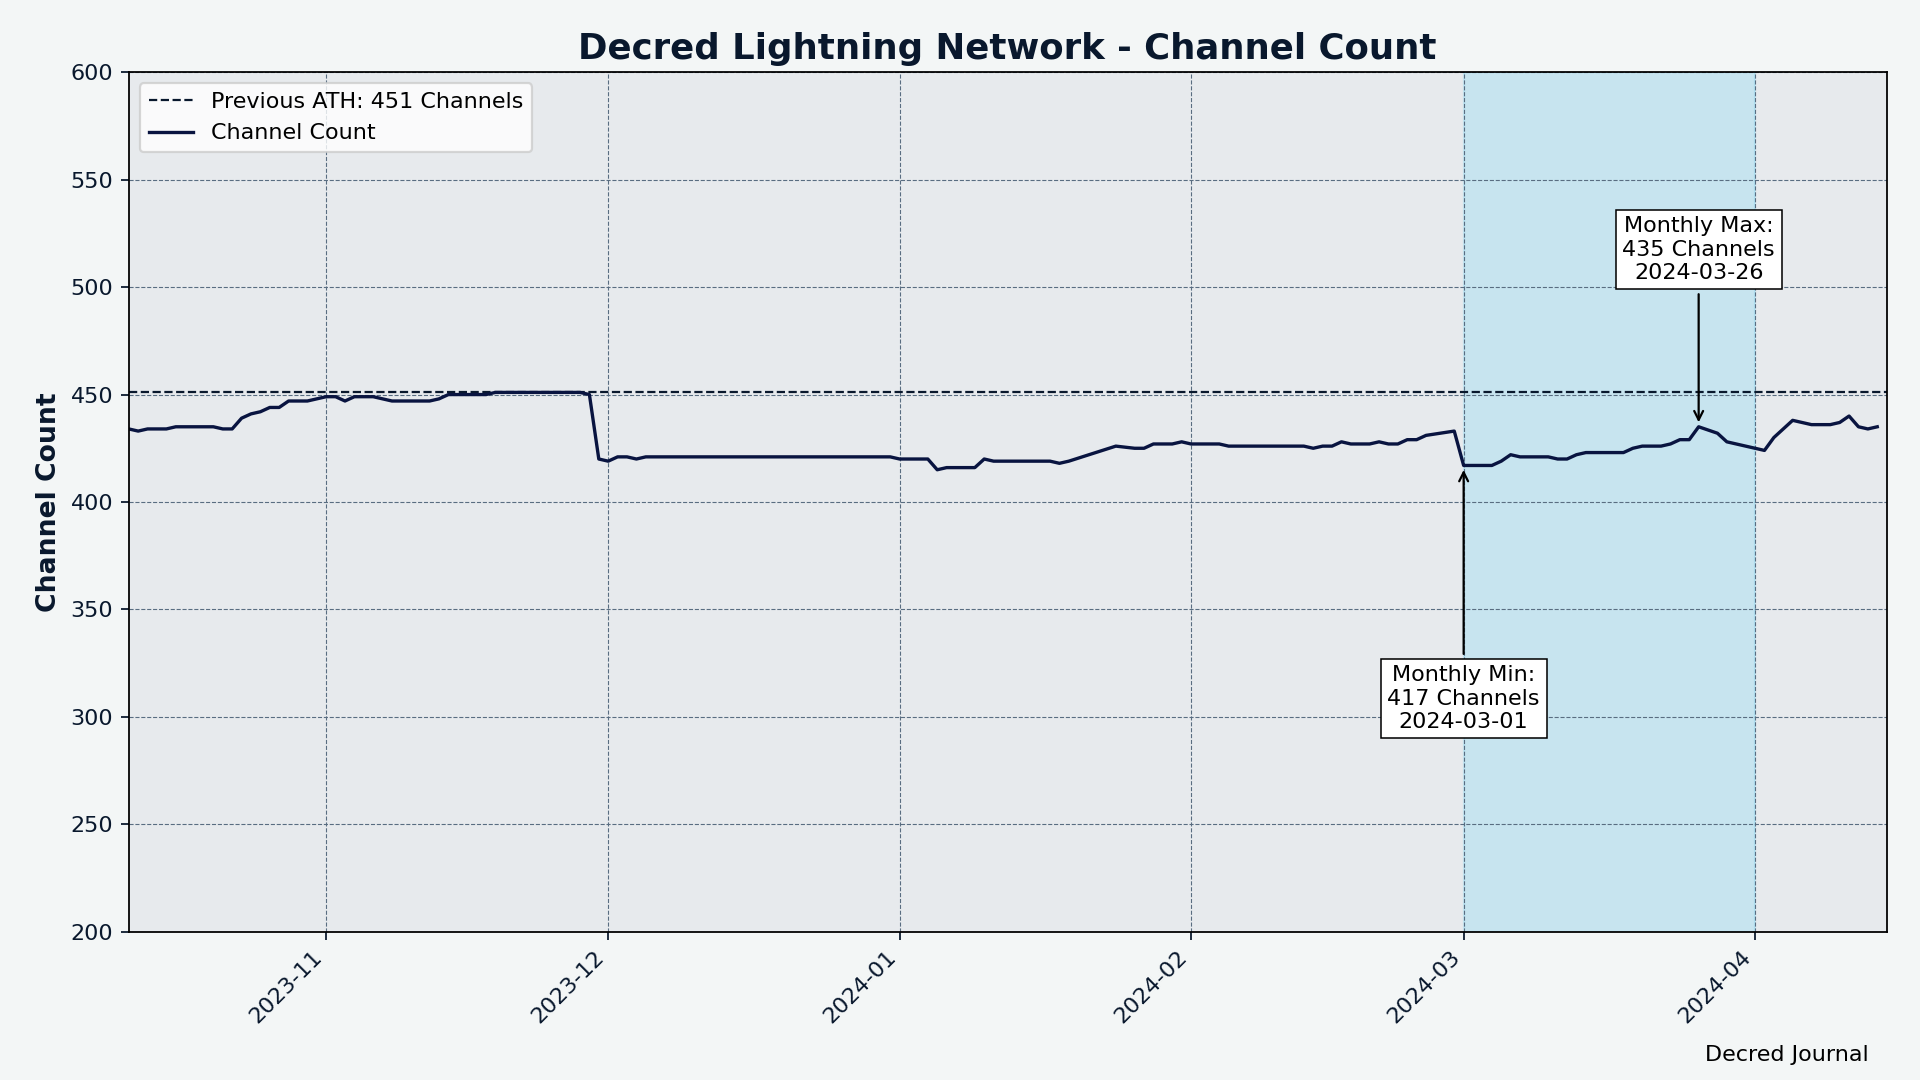 Decred Lightning Network - Channel Count
Previous ATH: 451 Channels
Channel Count
Channel Count
600
550
500
450
400
350
300
250
200
Monthly Max:
435 Channels
2024-03-26
Monthly Min:
417 Channels
2024-03-01
2023-11
2023-12
2024-01
2024-02
2024-03
2024-04
Decred Journal